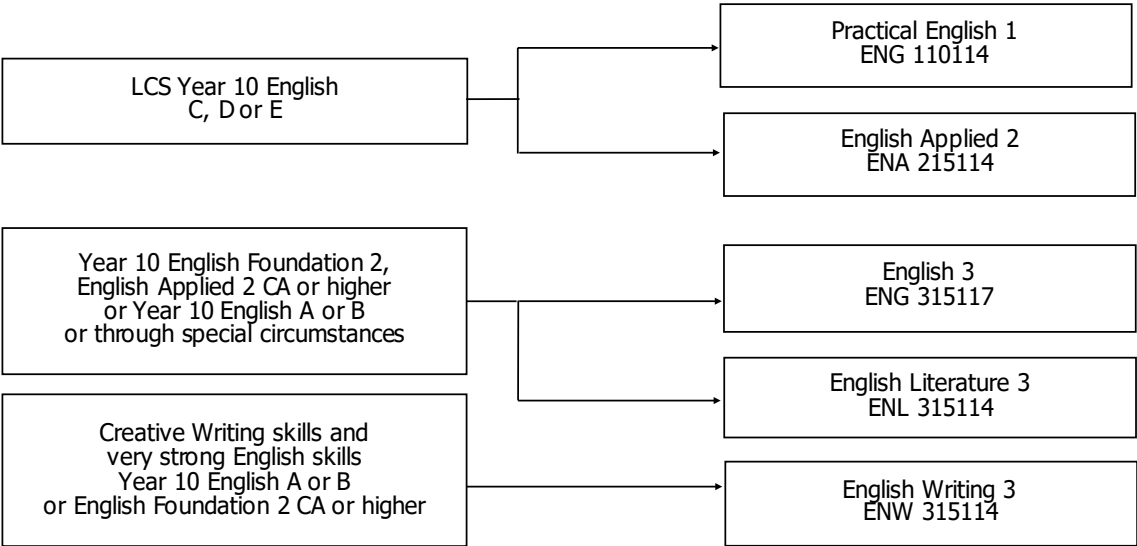 Practical English 1
ENG 110114
LCS Year 10 English
C, D or E
English Applied 2
ENA 215114
Year 10 English Foundation 2,
English Applied 2 CA or higher
or Year 10 English A or B
or through special circumstances
English 3
ENG 315117
English Literature 3
ENL 315114
Creative Writing skills and
very strong English skills
Year 10 English A or B
or English Foundation 2 CA or higher
English Writing 3
ENW 315114